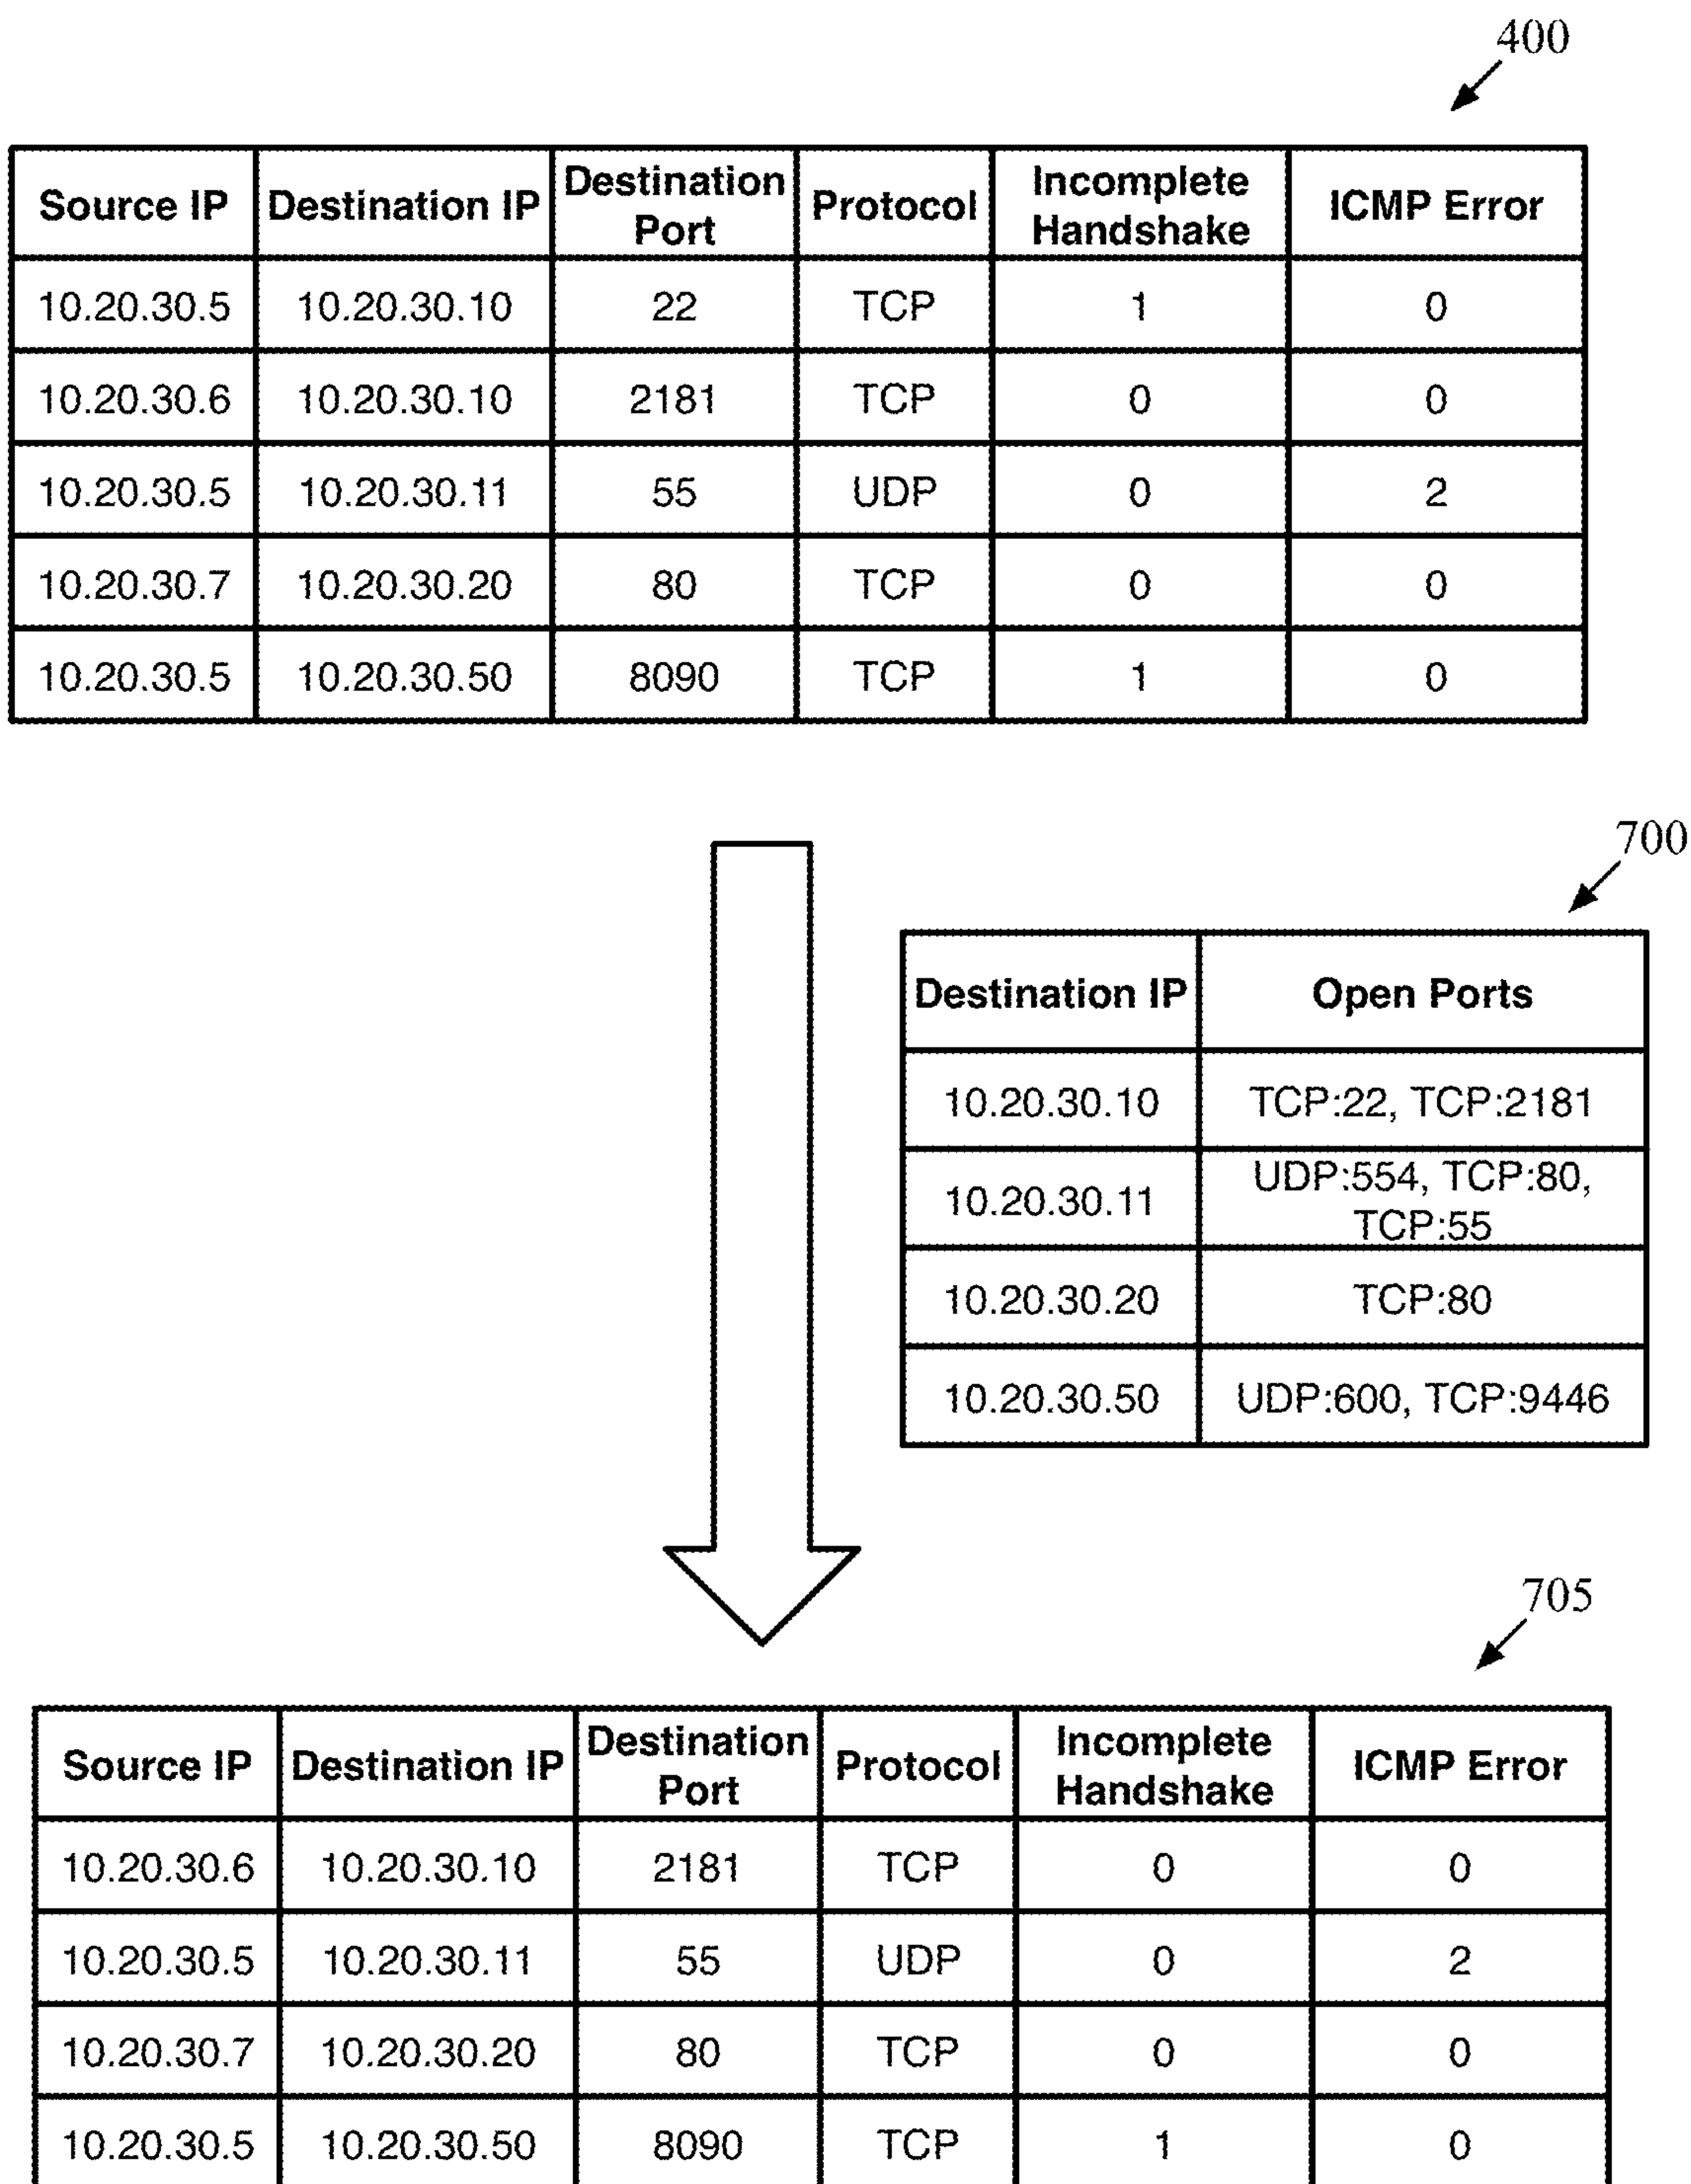 400
Source IP Destination IP Destination Port Protocol Incomplete Handshake ICMP Error
10.20.30.5 10.20.30.10 22 TCP 1 0
10.20.30.6 10.20.30.10 2181 TCP 0 0
10.20.30.5 10.20.30.11 55 UDP 0 2
10.20.30.7 10.20.30.20 80 TCP 0 0
10.20.30.5 10.20.30.50 8090 TCP 1 0
700
Destination IP Open Ports
10.20.30.10 TCP:22, TCP:2181
10.20.30.11 UDP:554, TCP:80, TCP:55
10.20.30.20 TCP:80
10.20.30.50 UDP:600, TCP:9446
705
Source IP Destination IP Destination Port Protocol Incomplete Handshake ICMP Error
10.20.30.6 10.20.30.10 2181 TCP 0 0
10.20.30.5 10.20.30.11 55 UDP 0 2
10.20.30.7 10.20.30.20 80 TCP 0 0
10.20.30.5 10.20.30.50 8090 TCP 1 0